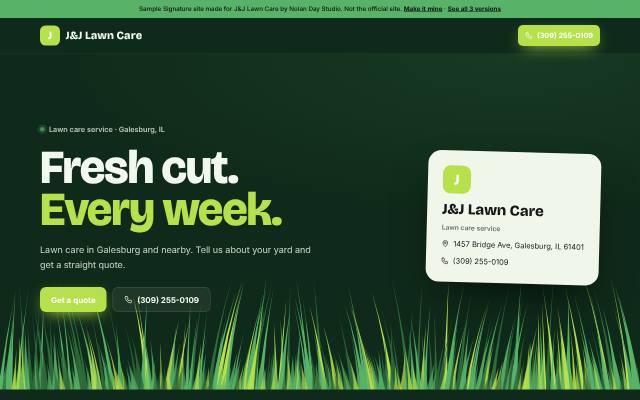 Sample Signature site made for J&J Lawn Care by Nolan Day Studio. Not the official site. Make it mine · See all 3 versions
J J&J Lawn Care
(309) 255-0109
Lawn care service · Galesburg, IL
Fresh cut.
Every week.
Lawn care in Galesburg and nearby. Tell us about your yard and
get a straight quote.
Get a quote
(309) 255-0109
J
J&J Lawn Care
Lawn care service
1457 Bridge Ave, Galesburg, IL 61401
(309) 255-0109